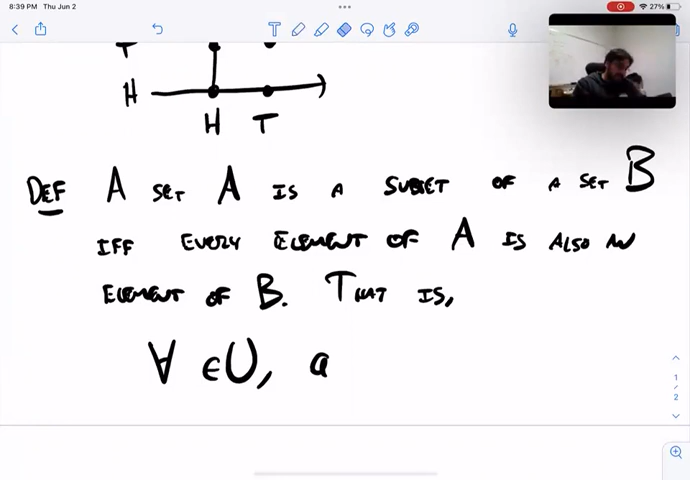 8:39 PM Thu Jun 2
27%
T
H
H T
DEF A SET A IS A SUBSET OF A SET B
IFF EVERY ELEMENT OF A IS ALSO AN
ELEMENT OF B. THAT IS,
∀ ∈U, a
1
/
2